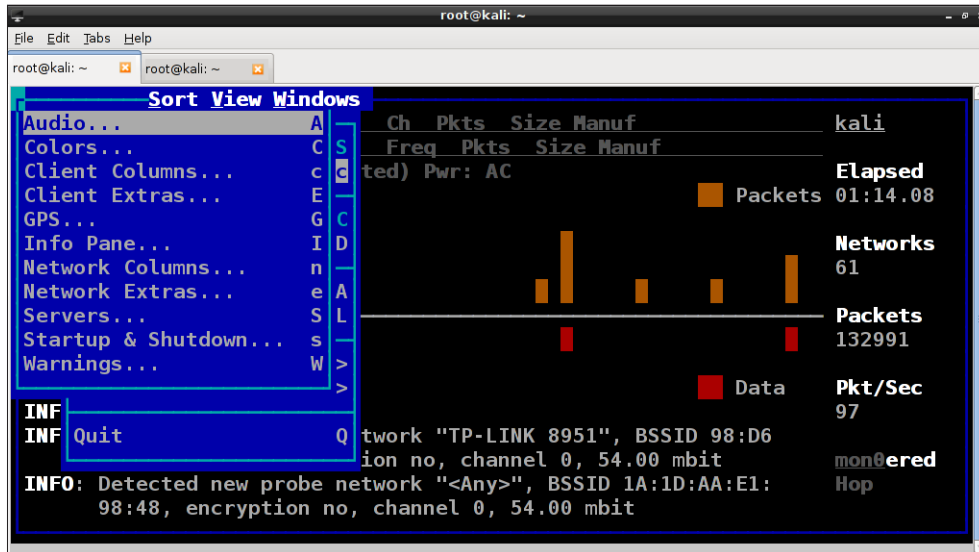 root@kali: ~
File Edit Tabs Help
root@kali: ~ root@kali: ~
Sort View Windows
Audio... A Ch Pkts Size Manuf kali
Colors... C S Freq Pkts Size Manuf
Client Columns... c c ted) Pwr: AC Elapsed
Client Extras... E Packets 01:14.08
GPS... G C
Info Pane... I D Networks
Network Columns... n 61
Network Extras... e A
Servers... S L Packets
Startup & Shutdown... s 132991
Warnings... W >
> Data Pkt/Sec
INF 97
INF Quit Q twork "TP-LINK 8951", BSSID 98:D6
ion no, channel 0, 54.00 mbit mon0ered
INFO: Detected new probe network "<Any>", BSSID 1A:1D:AA:E1: Hop
98:48, encryption no, channel 0, 54.00 mbit